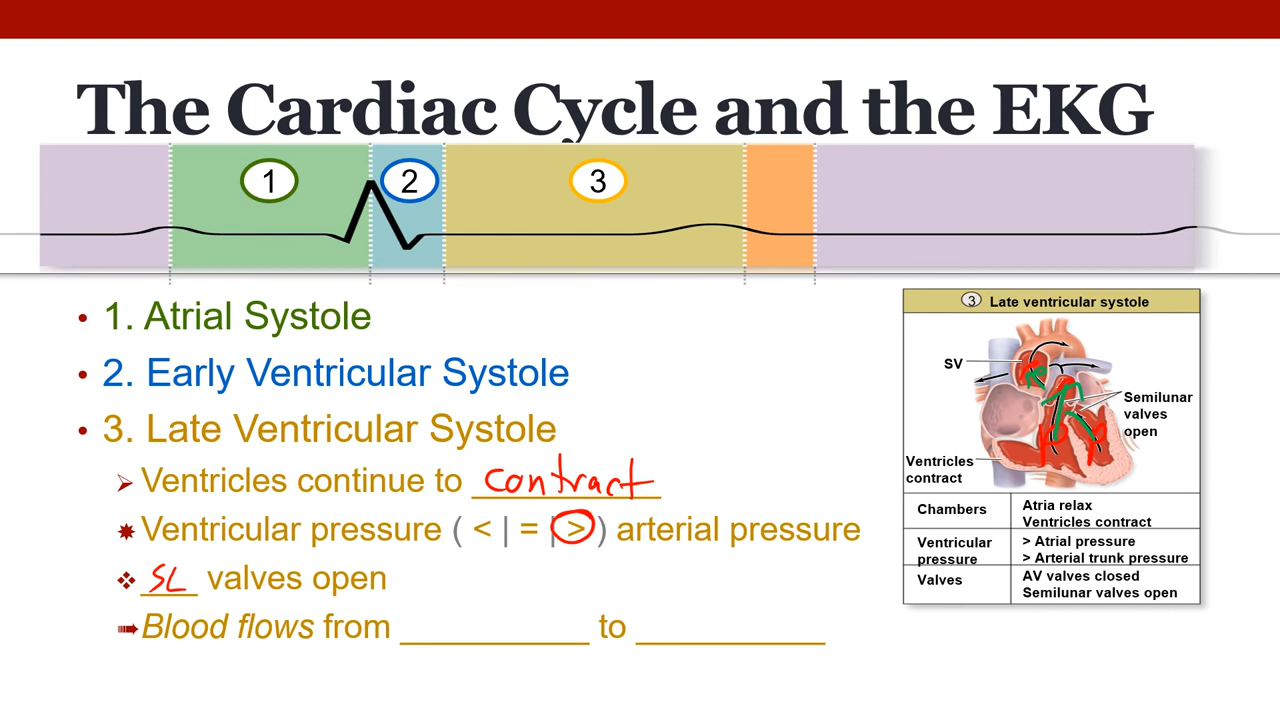 The Cardiac Cycle and the EKG
1 2 3
• 1. Atrial Systole
• 2. Early Ventricular Systole
• 3. Late Ventricular Systole
Ventricles continue to contract
Ventricular pressure ( < | = | > ) arterial pressure
SL valves open
Blood flows from ___________ to ___________
3 Late ventricular systole
SV
Semilunar
valves
open
Ventricles
contract
Chambers Atria relax
Ventricles contract
Ventricular
pressure > Atrial pressure
> Arterial trunk pressure
Valves AV valves closed
Semilunar valves open